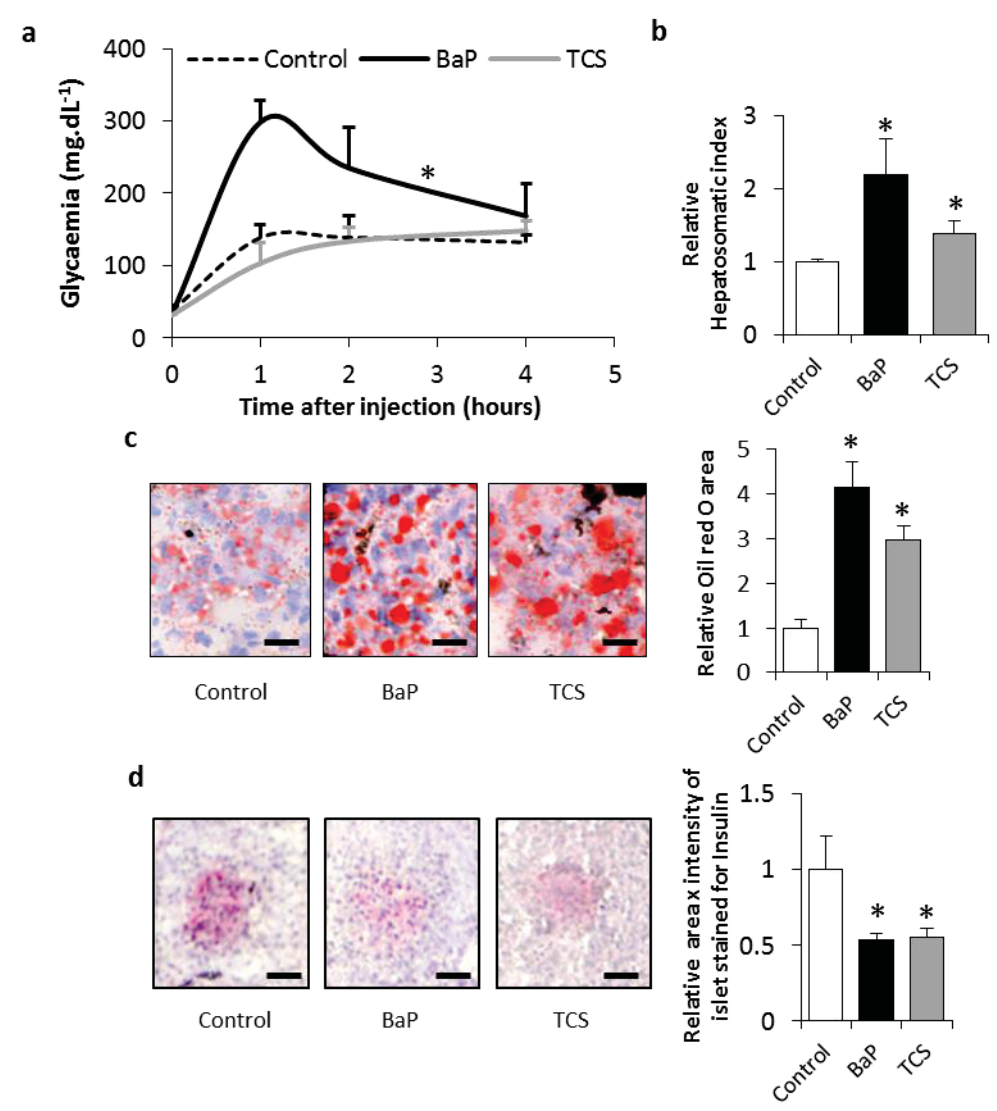 a
400
300
200
100
0
Glycaemia (mg.dL-1)
Control BaP TCS
*
0 1 2 3 4 5
Time after injection (hours)
b
3
2
1
0
Relative
Hepatosomatic index
*
*
Control BaP TCS
c
Control BaP TCS
5
4
3
2
1
0
Relative Oil red O area
*
*
Control BaP TCS
d
Control BaP TCS
1.5
1
0.5
0
Relative area x intensity of
islet stained for Insulin
* *
Control BaP TCS